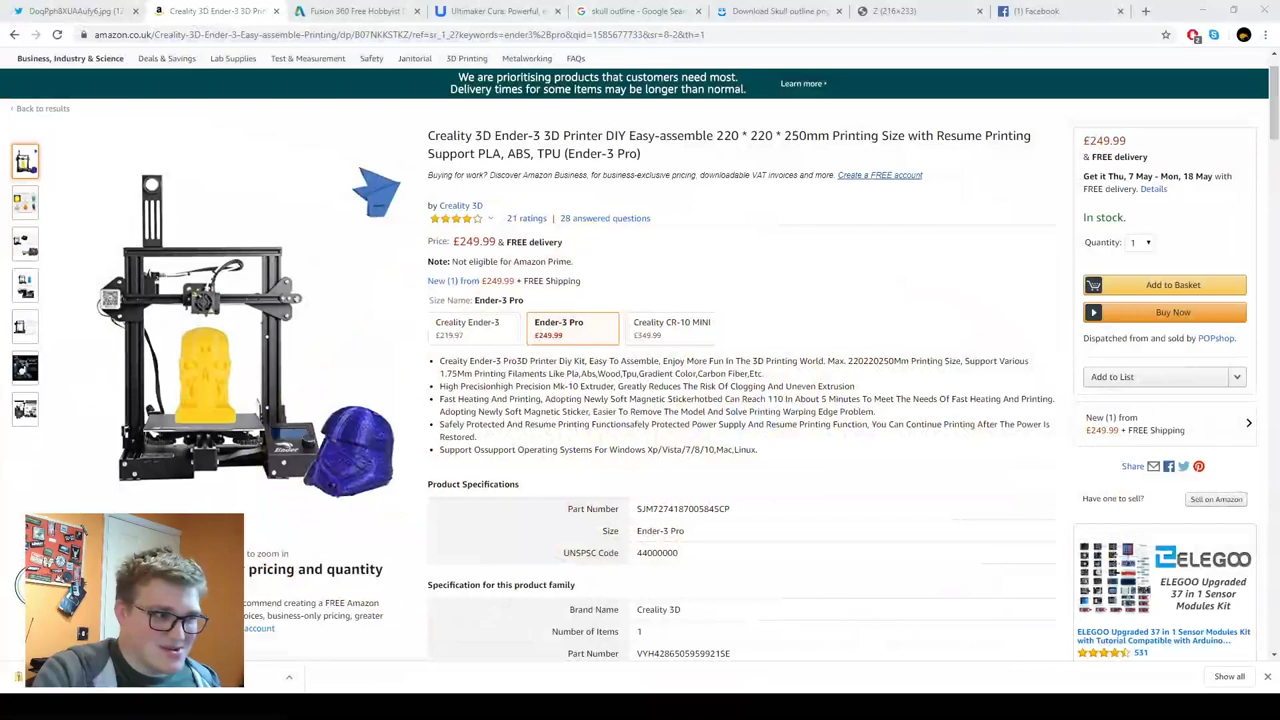 DoqPph8XUAAufy6.jpg 12
Creality 3D Ender-3 3D Prin
Fusion 360 Free Hobbyist D
Ultimaker Cura: Powerful, e
skull outline - Google Sear
Download Skull outline.png
Z (216×233)
(1) Facebook
amazon.co.uk/Creality-3D-Ender-3-Easy-assemble-Printing/dp/B07NKKSTKZ/ref=sr_1_2?keywords=ender3%2Bpro&qid=1585677733&sr=8-2&th=1
Business, Industry & Science Deals & Savings Lab Supplies Test & Measurement Safety Janitorial 3D Printing Metalworking FAQs
We are prioritising products that customers need most.
Delivery times for some items may be longer than normal.
Learn more ›
‹ Back to results
Creality 3D Ender-3 3D Printer DIY Easy-assemble 220 * 220 * 250mm Printing Size with Resume Printing
Support PLA, ABS, TPU (Ender-3 Pro)
Buying for work? Discover Amazon Business, for business-exclusive pricing, downloadable VAT invoices and more. Create a FREE account
by Creality 3D
21 ratings | 28 answered questions
Price: £249.99 & FREE delivery
Note: Not eligible for Amazon Prime.
New (1) from £249.99 + FREE Shipping
Size Name: Ender-3 Pro
Creality Ender-3
£219.97
Ender-3 Pro
£249.99
Creality CR-10 MINI
£349.99
• Creaity Ender-3 Pro3D Printer Diy Kit, Easy To Assemble, Enjoy More Fun In The 3D Printing World. Max. 220220250Mm Printing Size, Support Various
1.75Mm Printing Filaments Like Pla,Abs,Wood,Tpu,Gradient Color,Carbon Fiber,Etc.
• High Precisionhigh Precision Mk-10 Extruder, Greatly Reduces The Risk Of Clogging And Uneven Extrusion
• Fast Heating And Printing, Adopting Newly Soft Magnetic Stickerhotbed Can Reach 110 In About 5 Minutes To Meet The Needs Of Fast Heating And Printing.
Adopting Newly Soft Magnetic Sticker, Easier To Remove The Model And Solve Printing Warping Edge Problem.
• Safely Protected And Resume Printing Functionsafely Protected Power Supply And Resume Printing Function, You Can Continue Printing After The Power Is
Restored.
• Support Ossupport Operating Systems For Windows Xp/Vista/7/8/10,Mac,Linux.
Product Specifications
Part Number SJM7274187005845CP
Size Ender-3 Pro
UNSPSC Code 44000000
Specification for this product family
Brand Name Creality 3D
Number of Items 1
Part Number VYH42865059599215E
Ender
to zoom in
r pricing and quantity
commend creating a FREE Amazon
oices, business-only pricing, greater
account
£249.99
& FREE delivery
Get it Thu, 7 May - Mon, 18 May with
FREE delivery. Details
In stock.
Quantity: 1
Add to Basket
Buy Now
Dispatched from and sold by POPshop.
Add to List
New (1) from
£249.99 + FREE Shipping
Share
Have one to sell?
Sell on Amazon
ELEGOO
ELEGOO Upgraded
37 in 1 Sensor
Modules Kit
ELEGOO Upgraded 37 in 1 Sensor Modules Kit
with Tutorial Compatible with Arduino...
531
Show all